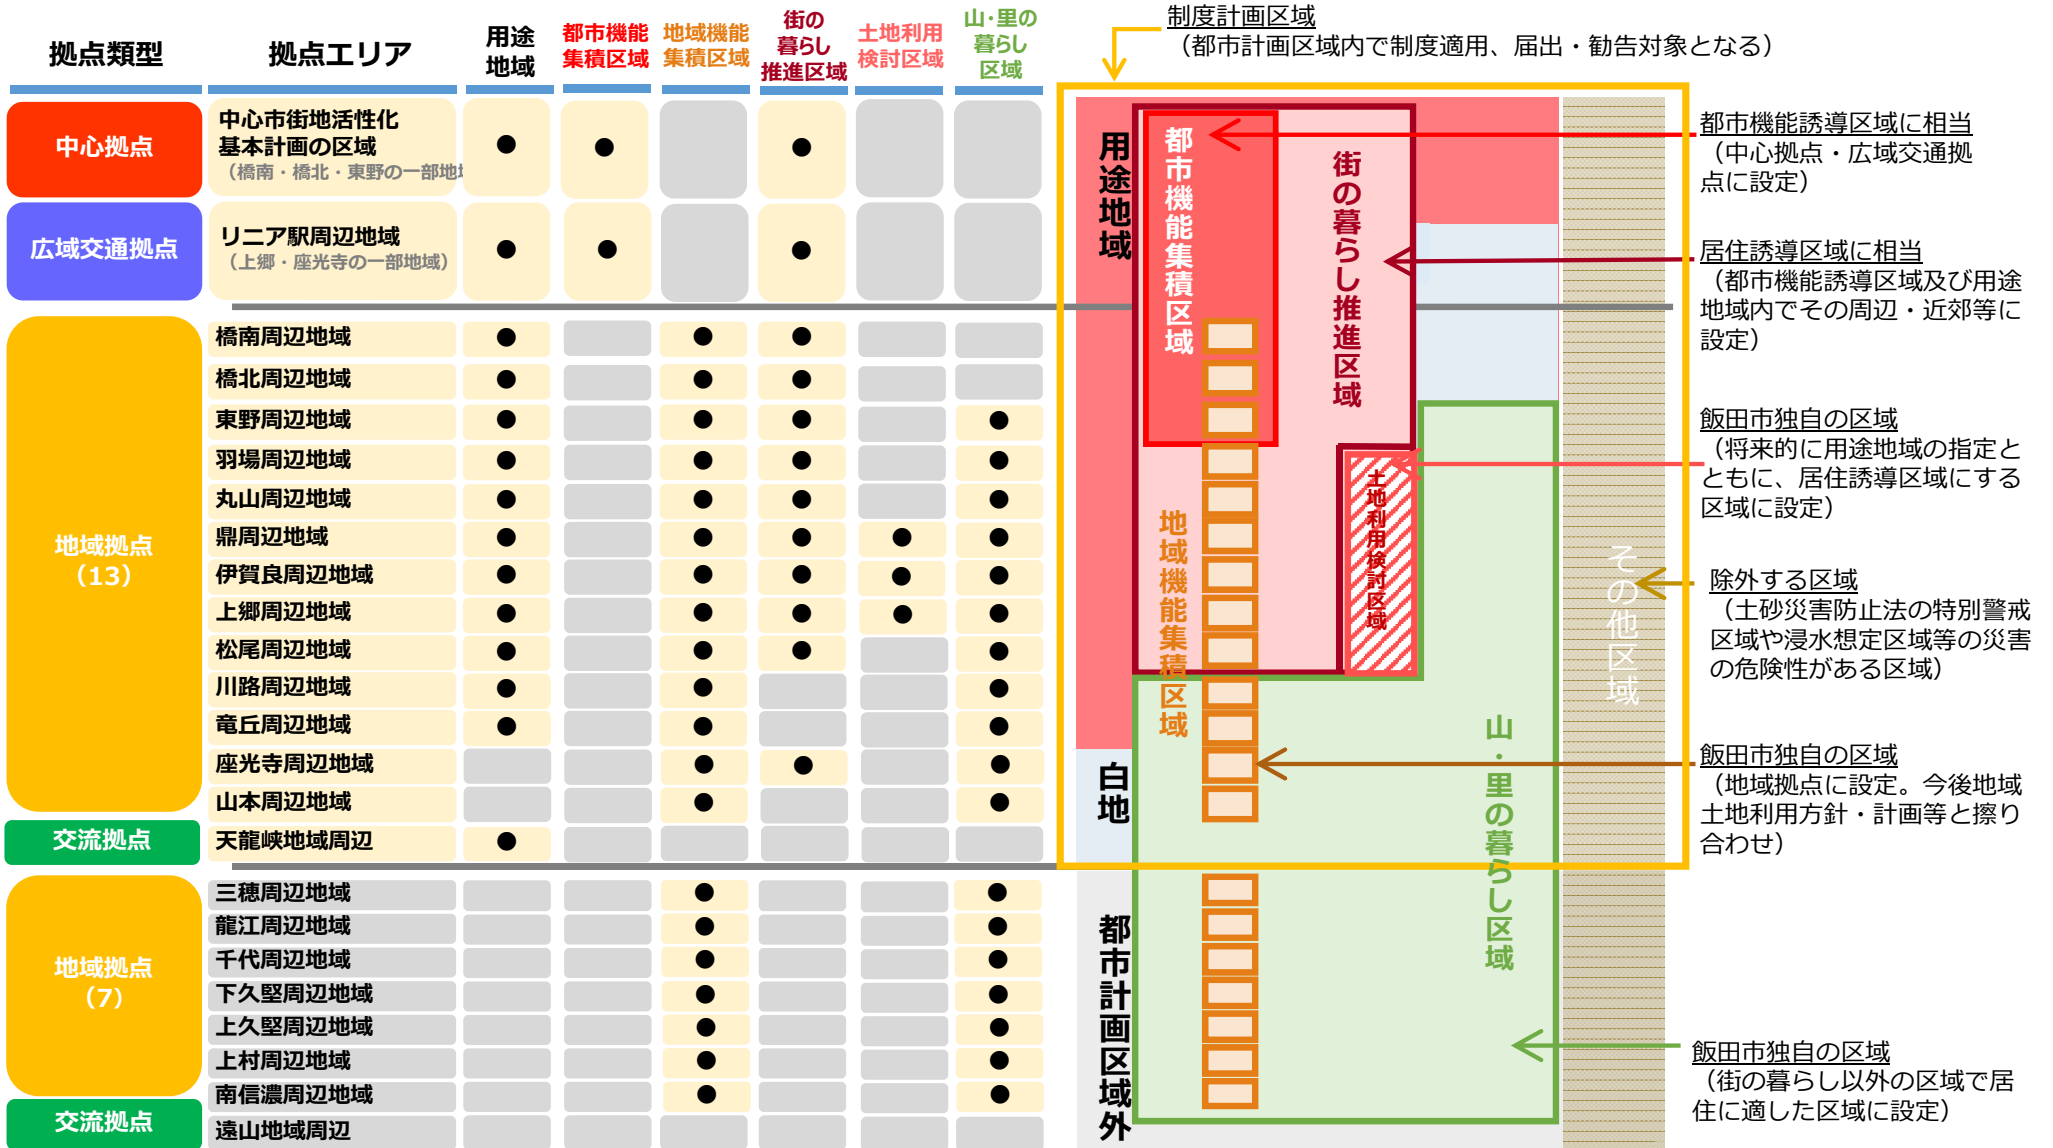 拠点類型
拠点エリア
用途
地域
都市機能
集積区域
地域機能
集積区域
街の
暮らし
推進区域
土地利用
検討区域
山・里の
暮らし
区域
中心拠点
中心市街地活性化
基本計画の区域
（橋南・橋北・東野の一部地
広域交通拠点
リニア駅周辺地域
（上郷・座光寺の一部地域）
地域拠点
（13）
橋南周辺地域
橋北周辺地域
東野周辺地域
羽場周辺地域
丸山周辺地域
鼎周辺地域
伊賀良周辺地域
上郷周辺地域
松尾周辺地域
川路周辺地域
竜丘周辺地域
座光寺周辺地域
山本周辺地域
交流拠点
天龍峡地域周辺
地域拠点
（7）
三穂周辺地域
龍江周辺地域
千代周辺地域
下久堅周辺地域
上久堅周辺地域
上村周辺地域
南信濃周辺地域
交流拠点
遠山地域周辺
制度計画区域
（都市計画区域内で制度適用、届出・勧告対象となる）
用途地域
白地
都市計画区域外
都市機能集積区域
街の暮らし推進区域
地域機能集積区域
土地利用検討区域
山・里の暮らし区域
その他区域
都市機能誘導区域に相当
（中心拠点・広域交通拠
点に設定）
居住誘導区域に相当
（都市機能誘導区域及び用途
地域内でその周辺・近郊等に
設定）
飯田市独自の区域
（将来的に用途地域の指定と
ともに、居住誘導区域にする
区域に設定）
除外する区域
（土砂災害防止法の特別警戒
区域や浸水想定区域等の災害
の危険性がある区域）
飯田市独自の区域
（地域拠点に設定。今後地域
土地利用方針・計画等と擦り
合わせ）
飯田市独自の区域
（街の暮らし以外の区域で居
住に適した区域に設定）